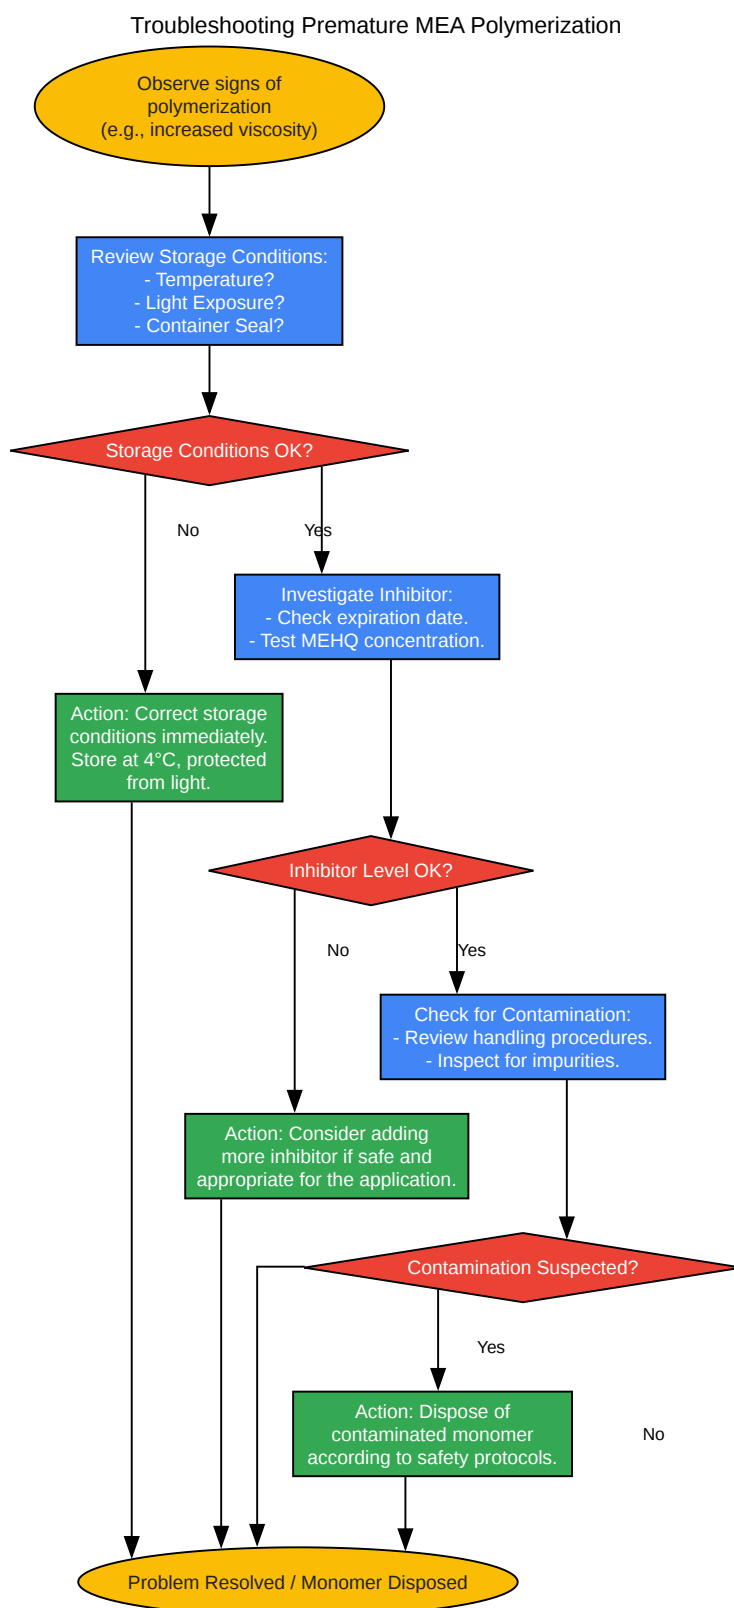 Troubleshooting Premature MEA Polymerization
Observe signs of
polymerization
(e.g., increased viscosity)
Review Storage Conditions:
- Temperature?
- Light Exposure?
- Container Seal?
Storage Conditions OK?
No
Yes
Investigate Inhibitor:
- Check expiration date.
- Test MEHQ concentration.
Action: Correct storage
conditions immediately.
Store at 4°C, protected
from light.
Inhibitor Level OK?
No
Yes
Check for Contamination:
- Review handling procedures.
- Inspect for impurities.
Action: Consider adding
more inhibitor if safe and
appropriate for the application.
Contamination Suspected?
Yes
Action: Dispose of
contaminated monomer
according to safety protocols.
No
Problem Resolved / Monomer Disposed